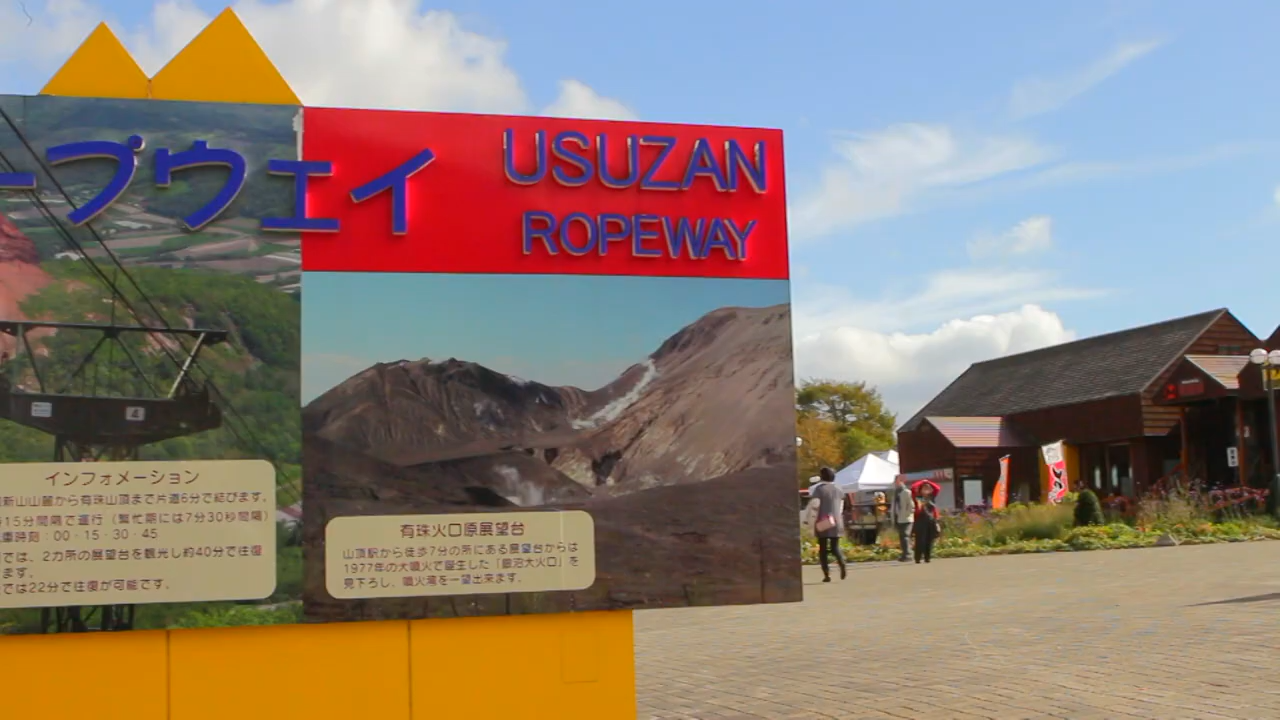 ープウェイ
USUZAN
ROPEWAY
4
インフォメーション
新山山麓から有珠山頂まで片道6分で結びます。
15分間隔で運行(繁忙期には7分30秒間隔)
時刻:00・15・30・45
では、2カ所の展望台を観光し約40分で往復
ます。
では22分で往復が可能です。
有珠火口原展望台
山頂駅から徒歩7分の所にある展望台からは
1977年の大噴火で誕生した「銀沼大火口」を
見下ろし、噴火湾を一望出来ます。